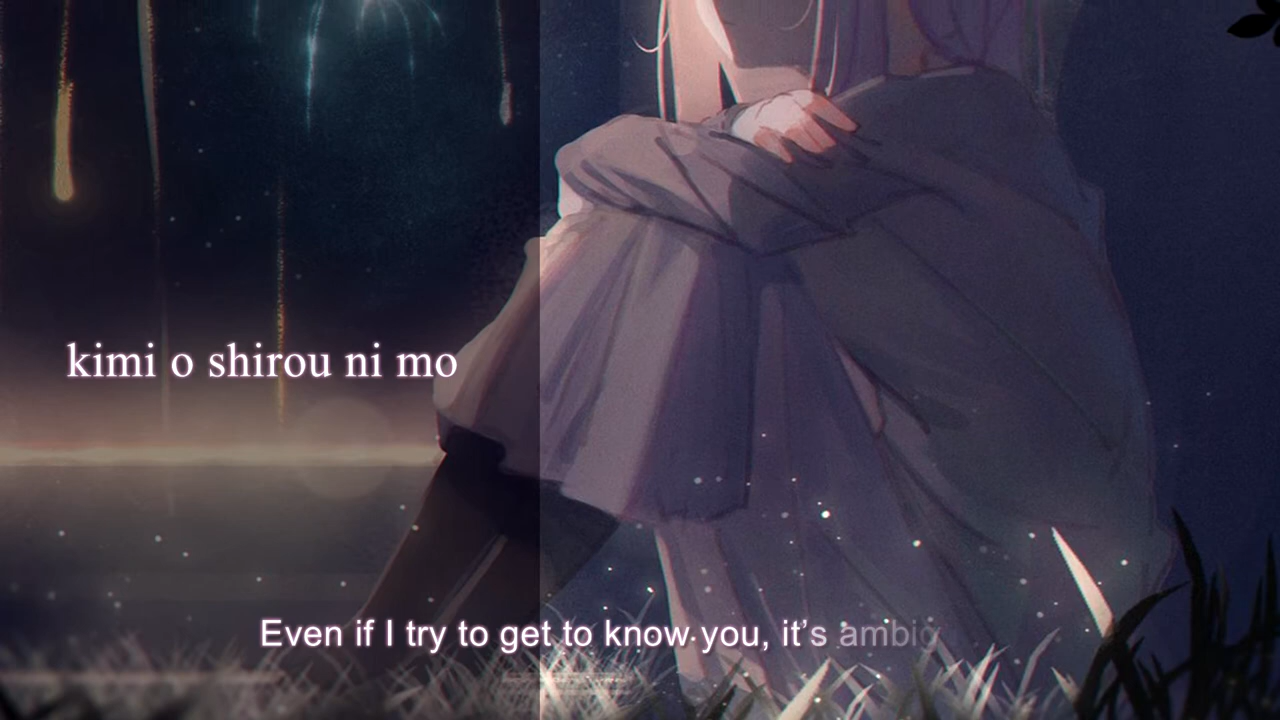 kimi o shirou ni mo
Even if I try to get to know you, it’s